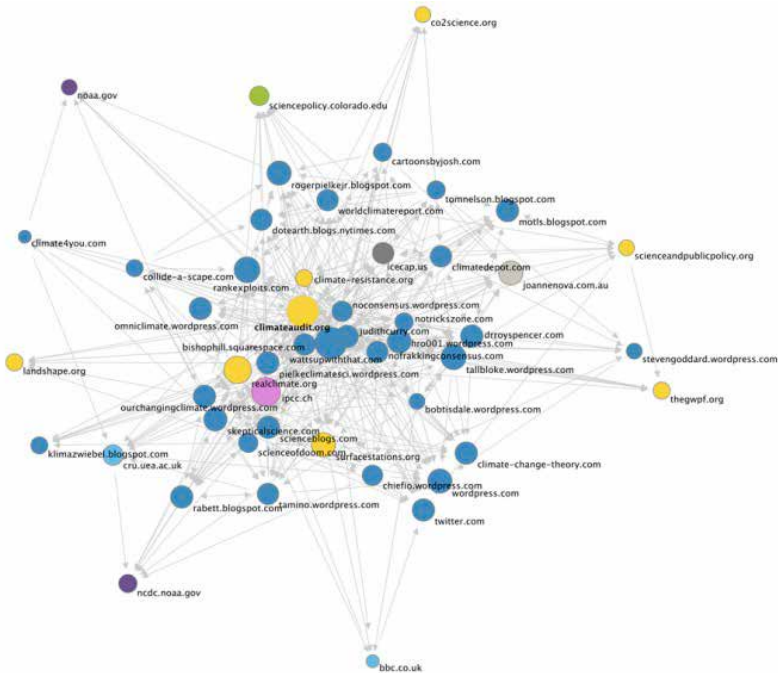 co2science.org
noaa.gov
sciencepolicy.colorado.edu
cartoonsbyjosh.com
rogerpielkejr.blogspot.com
tomnelson.blogspot.com
worldclimatereport.com
motls.blogspot.com
dotearth.blogs.nytimes.com
climate4you.com
scienceandpublicpolicy.org
icecap.us
climatedepot.com
collide-a-scape.com
climate-resistance.org
joannenova.com.au
rankexploits.com
noconsensus.wordpress.com
notrickszone.com
omniclimate.wordpress.com
climateaudit.org
judithcurry.com
drroyspencer.com
hro001.wordpress.com
bishophill.squarespace.com
nofrakkingconsensus.com
wattsupwiththat.com
stevengoddard.wordpress.com
landshape.org
tallbloke.wordpress.com
pielkeclimatesci.wordpress.com
realclimate.org
thegwpf.org
ipcc.ch
ourchangingclimate.wordpress.com
bobtisdale.wordpress.com
skepticalscience.com
scienceblogs.com
klimazwiebel.blogspot.com
scienceofdoom.com
surfacestations.org
cru.uea.ac.uk
climate-change-theory.com
chiefio.wordpress.com
wordpress.com
rabett.blogspot.com
tamino.wordpress.com
twitter.com
ncdc.noaa.gov
bbc.co.uk